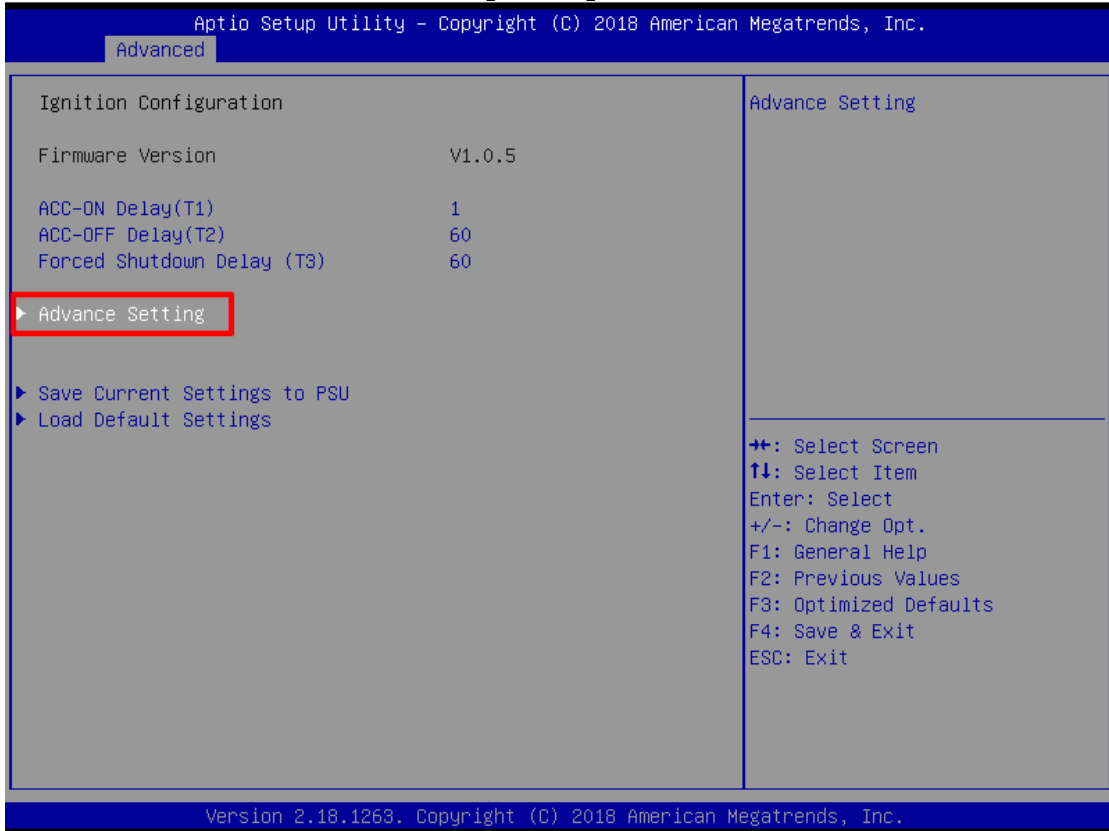 Aptio Setup Utility – Copyright (C) 2018 American Megatrends, Inc.
Advanced
Ignition Configuration
Firmware Version V1.0.5
ACC-ON Delay(T1) 1
ACC-OFF Delay(T2) 60
Forced Shutdown Delay (T3) 60
Advance Setting
Save Current Settings to PSU
Load Default Settings
Advance Setting
→←: Select Screen
↑↓: Select Item
Enter: Select
+/-: Change Opt.
F1: General Help
F2: Previous Values
F3: Optimized Defaults
F4: Save & Exit
ESC: Exit
Version 2.18.1263. Copyright (C) 2018 American Megatrends, Inc.